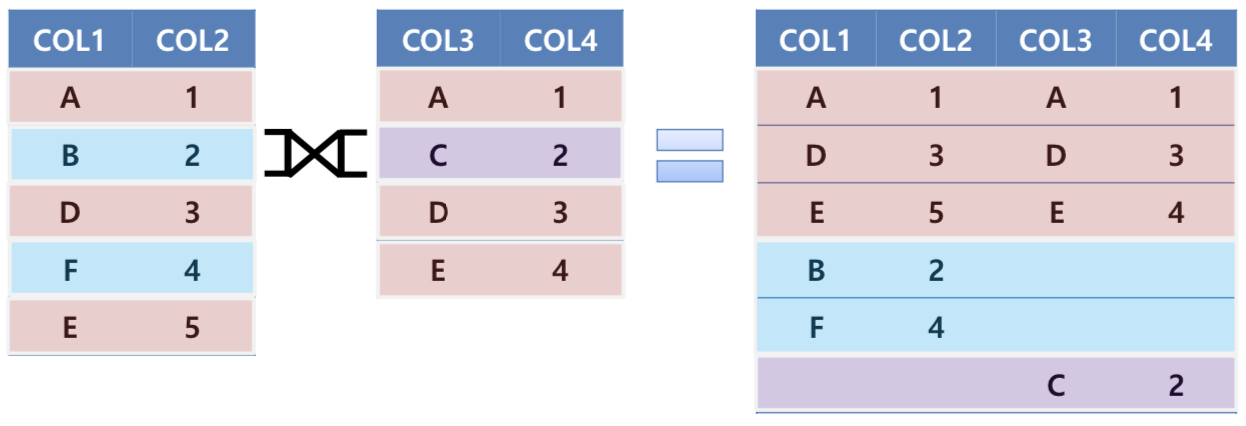 COL1 COL2
A 1
B 2
D 3
F 4
E 5
COL3 COL4
A 1
C 2
D 3
E 4
COL1 COL2 COL3 COL4
A 1 A 1
D 3 D 3
E 5 E 4
B 2
F 4
C 2